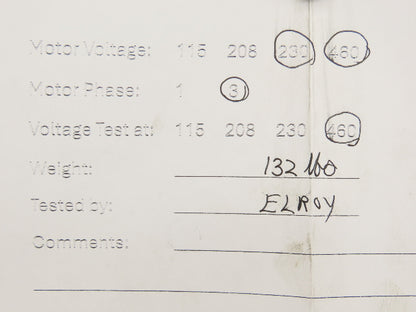 Motor Voltage: 115 208 230 460
Motor Phase: 1 3
Voltage Test at: 115 208 230 460
Weight: 132 lbs
Tested by: ELROY
Comments: